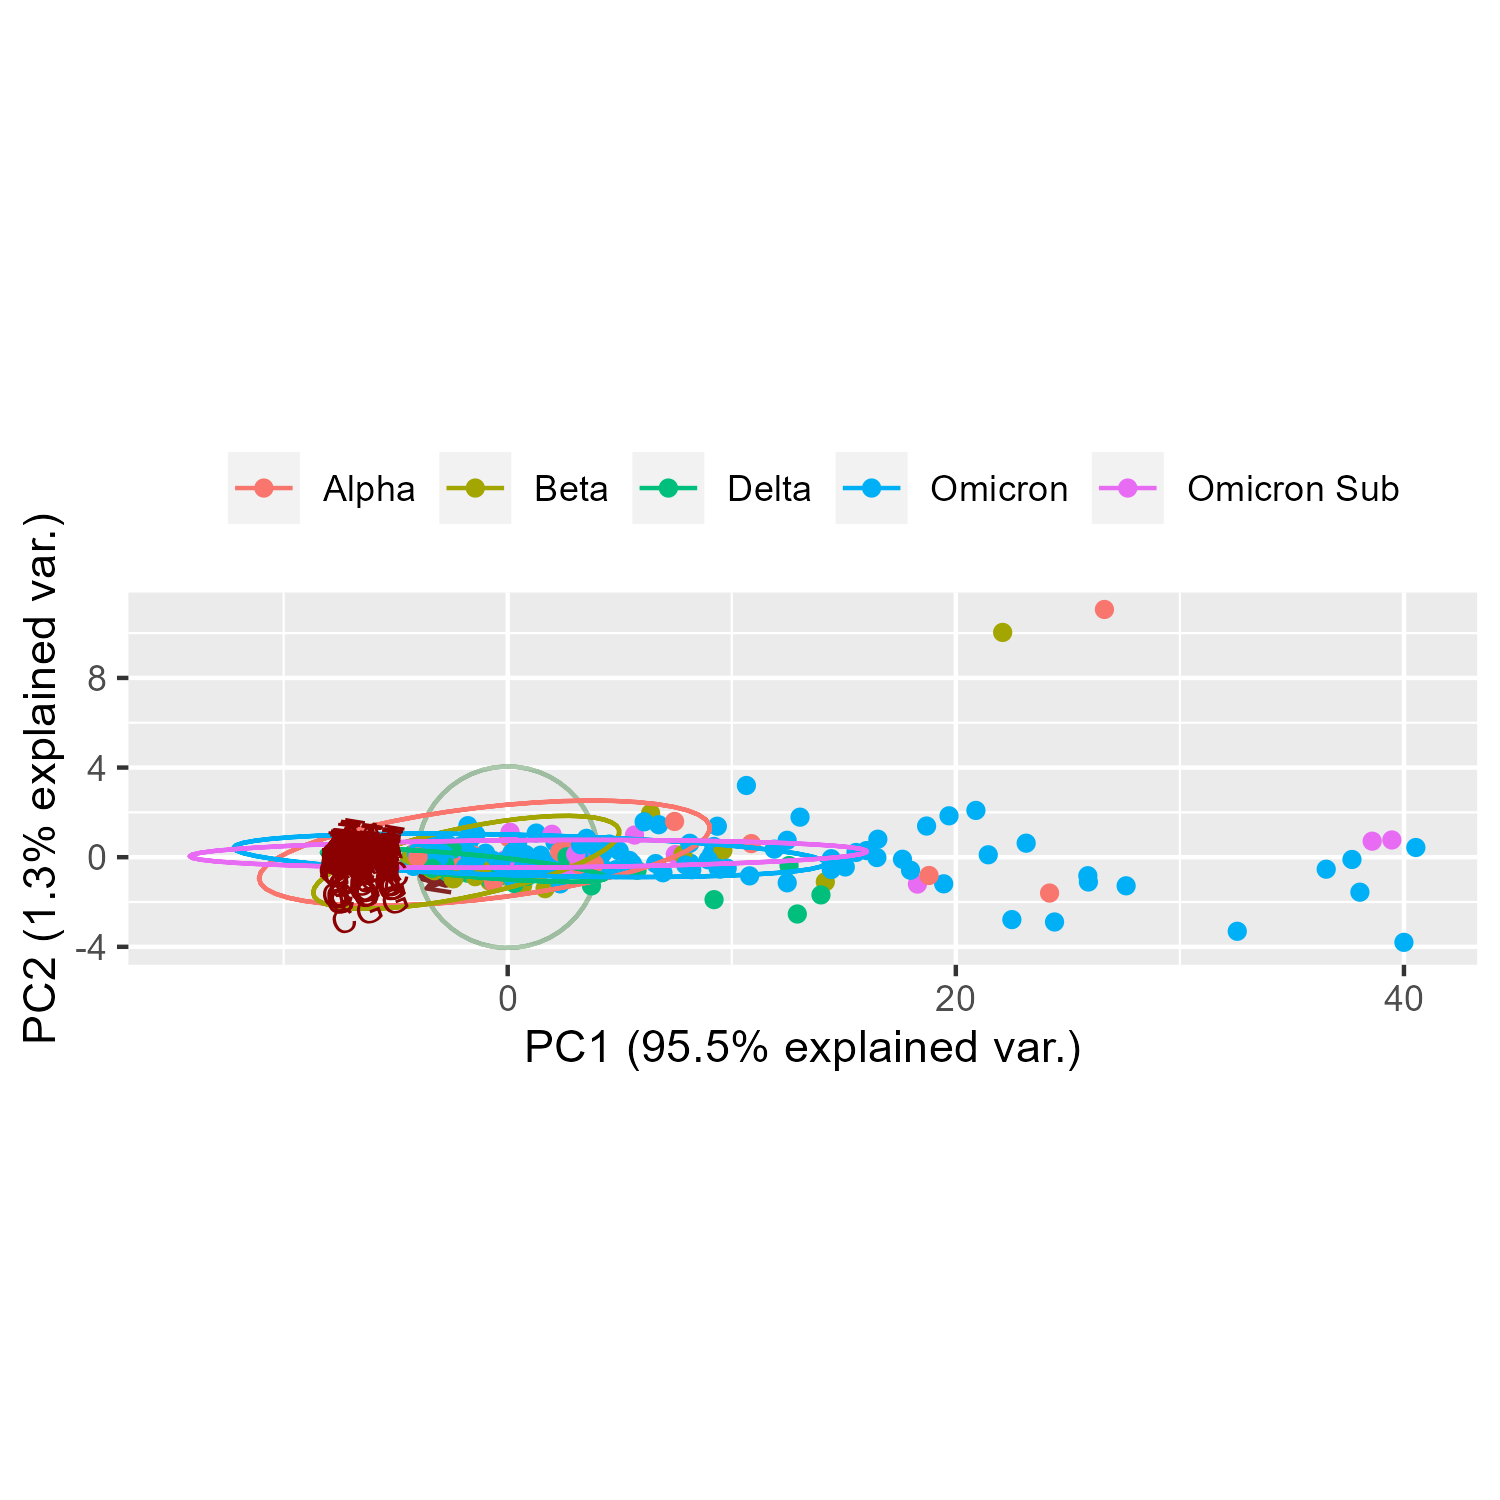 Alpha Beta Delta Omicron Omicron Sub
PC2 (1.3% explained var.)
8
4
0
-4
0 20 40
PC1 (95.5% explained var.)